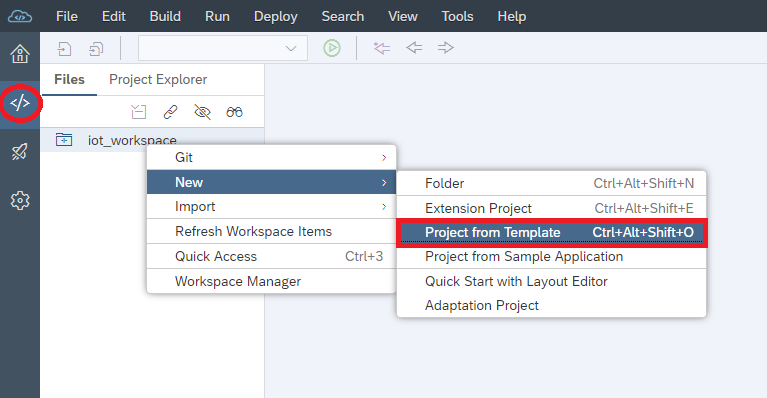 File Edit Build Run Deploy Search View Tools Help
Files Project Explorer
iot_workspace
Git
New
Import
Refresh Workspace Items
Quick Access Ctrl+3
Workspace Manager
Folder Ctrl+Alt+Shift+N
Extension Project Ctrl+Alt+Shift+E
Project from Template Ctrl+Alt+Shift+O
Project from Sample Application
Quick Start with Layout Editor
Adaptation Project